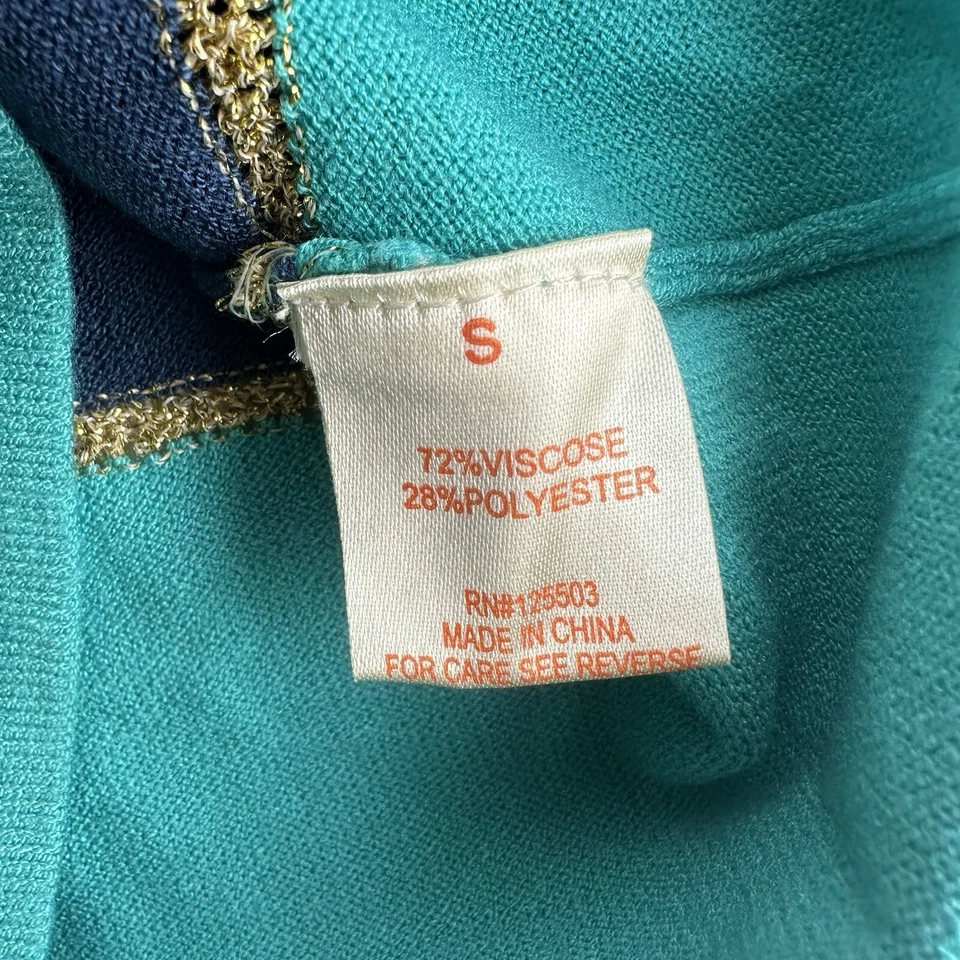 S
72%VISCOSE
28%POLYESTER
RN#125503
MADE IN CHINA
FOR CARE SEE REVERSE